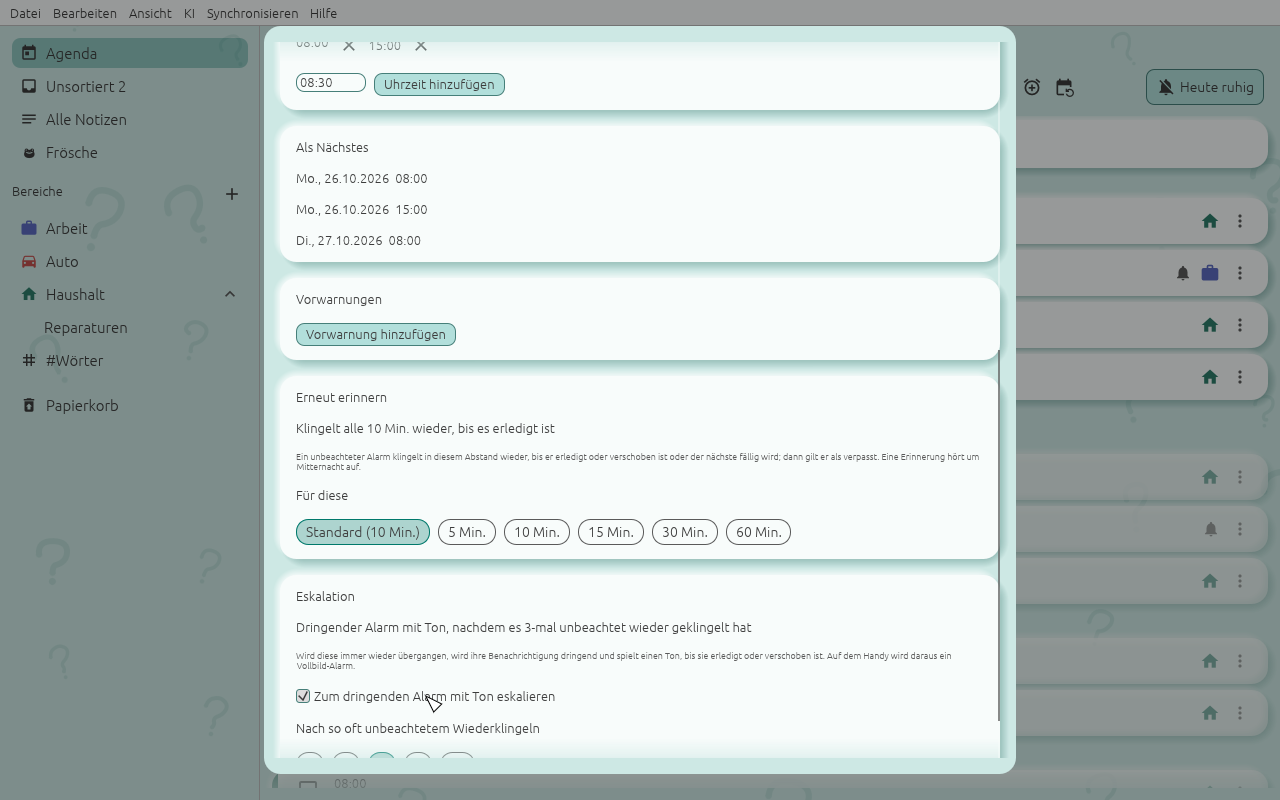 Datei Bearbeiten Ansicht KI Synchronisieren Hilfe
Agenda
Unsortiert 2
Alle Notizen
Frösche
Bereiche
Arbeit
Auto
Haushalt
Reparaturen
#Wörter
Papierkorb
08:00 15:00
08:30 Uhrzeit hinzufügen
Als Nächstes
Mo., 26.10.2026 08:00
Mo., 26.10.2026 15:00
Di., 27.10.2026 08:00
Vorwarnungen
Vorwarnung hinzufügen
Erneut erinnern
Klingelt alle 10 Min. wieder, bis es erledigt ist
Ein unbeachteter Alarm klingelt in diesem Abstand wieder, bis er erledigt oder verschoben ist oder der nächste fällig wird; dann gilt er als verpasst. Eine Erinnerung hört um
Mitternacht auf.
Für diese
Standard (10 Min.) 5 Min. 10 Min. 15 Min. 30 Min. 60 Min.
Eskalation
Dringender Alarm mit Ton, nachdem es 3-mal unbeachtet wieder geklingelt hat
Wird diese immer wieder übergangen, wird ihre Benachrichtigung dringend und spielt einen Ton, bis sie erledigt oder verschoben ist. Auf dem Handy wird daraus ein
Vollbild-Alarm.
Zum dringenden Alarm mit Ton eskalieren
Nach so oft unbeachtetem Wiederklingeln
Heute ruhig
08:00